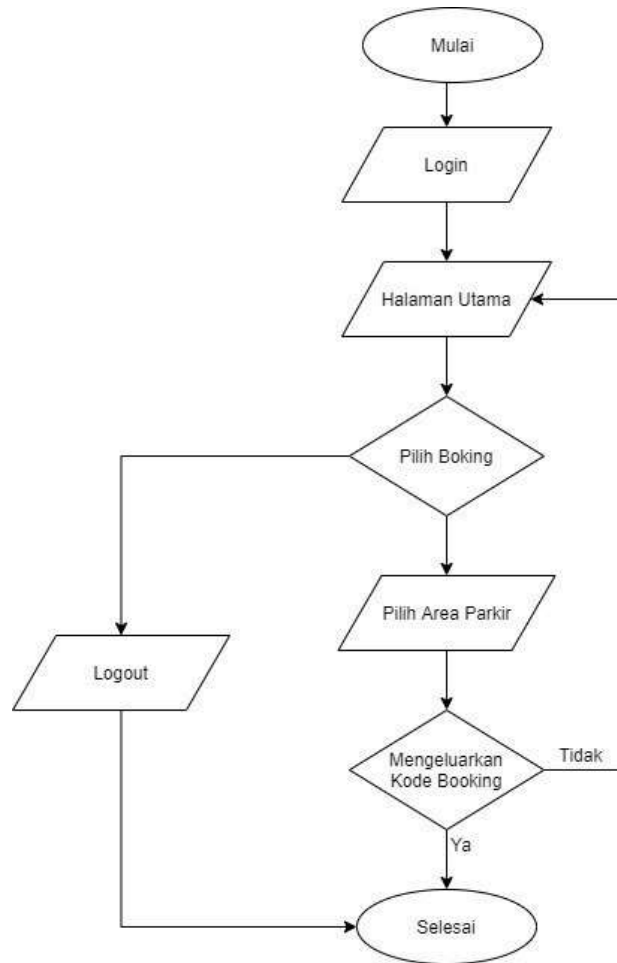 Mulai
Login
Halaman Utama
Pilih Boking
Pilih Area Parkir
Logout
Mengeluarkan
Kode Booking
Tidak
Ya
Selesai